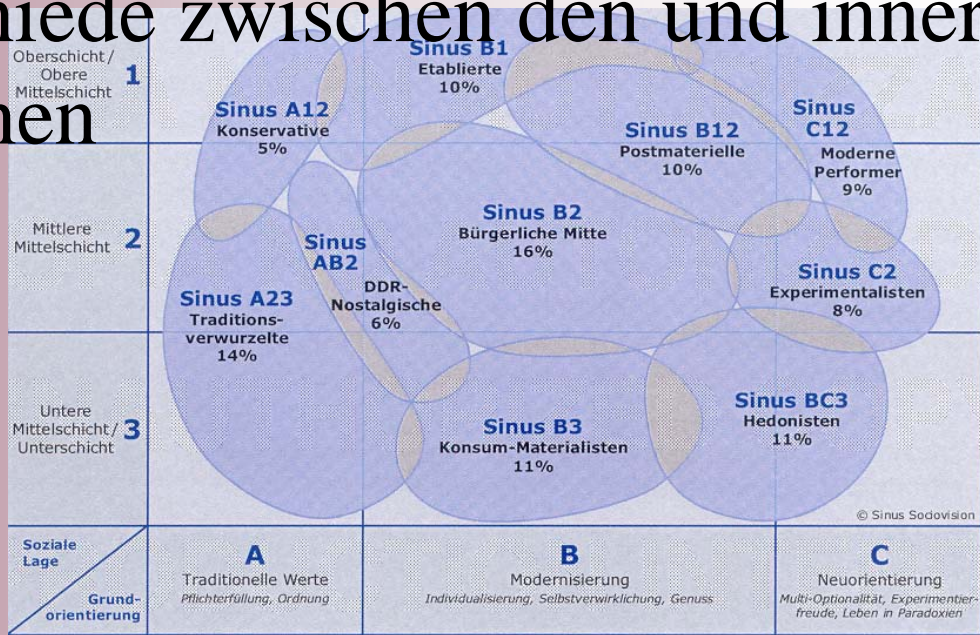 hiede zwischen den und inner
nen
Oberschicht/
Obere
Mittelschicht
1
Sinus B1
Etablierte
10%
Sinus A12
Konservative
5%
Sinus B12
Postmaterielle
10%
Sinus
C12
Moderne
Performer
9%
Mittlere
Mittelschicht
2
Sinus
AB2
DDR-
Nostalgische
6%
Sinus B2
Bürgerliche Mitte
16%
Sinus C2
Experimentalisten
8%
Sinus A23
Traditions-
verwurzelte
14%
Untere
Mittelschicht/
Unterschicht
3
Sinus B3
Konsum-Materialisten
11%
Sinus BC3
Hedonisten
11%
© Sinus Sociovision
Soziale
Lage
Grund-
orientierung
A
Traditionelle Werte
Pflichterfüllung, Ordnung
B
Modernisierung
Individualisierung, Selbstverwirklichung, Genuss
C
Neuorientierung
Multi-Optionalität, Experimentier-
freude, Leben in Paradoxien